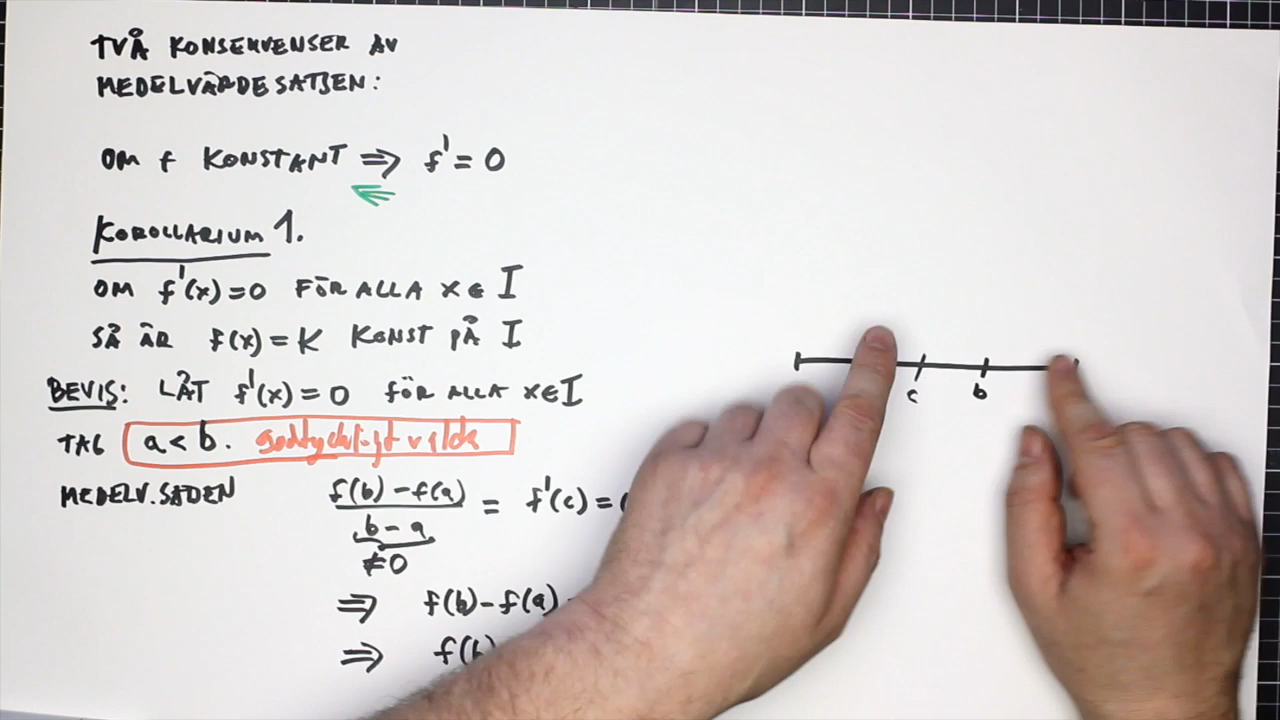 TVÅ KONSEKVENSER AV
MEDELVÄRDESATSEN:
OM f KONSTANT ⇒ f' = 0
⇐
KOROLLARIUM 1.
OM f'(x)=0 FÖR ALLA X ∈ I
SÅ ÄR f(x) = K KONST PÅ I
BEVIS: LÅT f'(x) = 0 FÖR ALLA X∈I
TAG a < b. godtyckligt valda
MEDELV.SATSEN f(b) - f(a) / b - a = f'(c) =
≠0
⇒ f(b) - f(a)
⇒ f(b)
c b